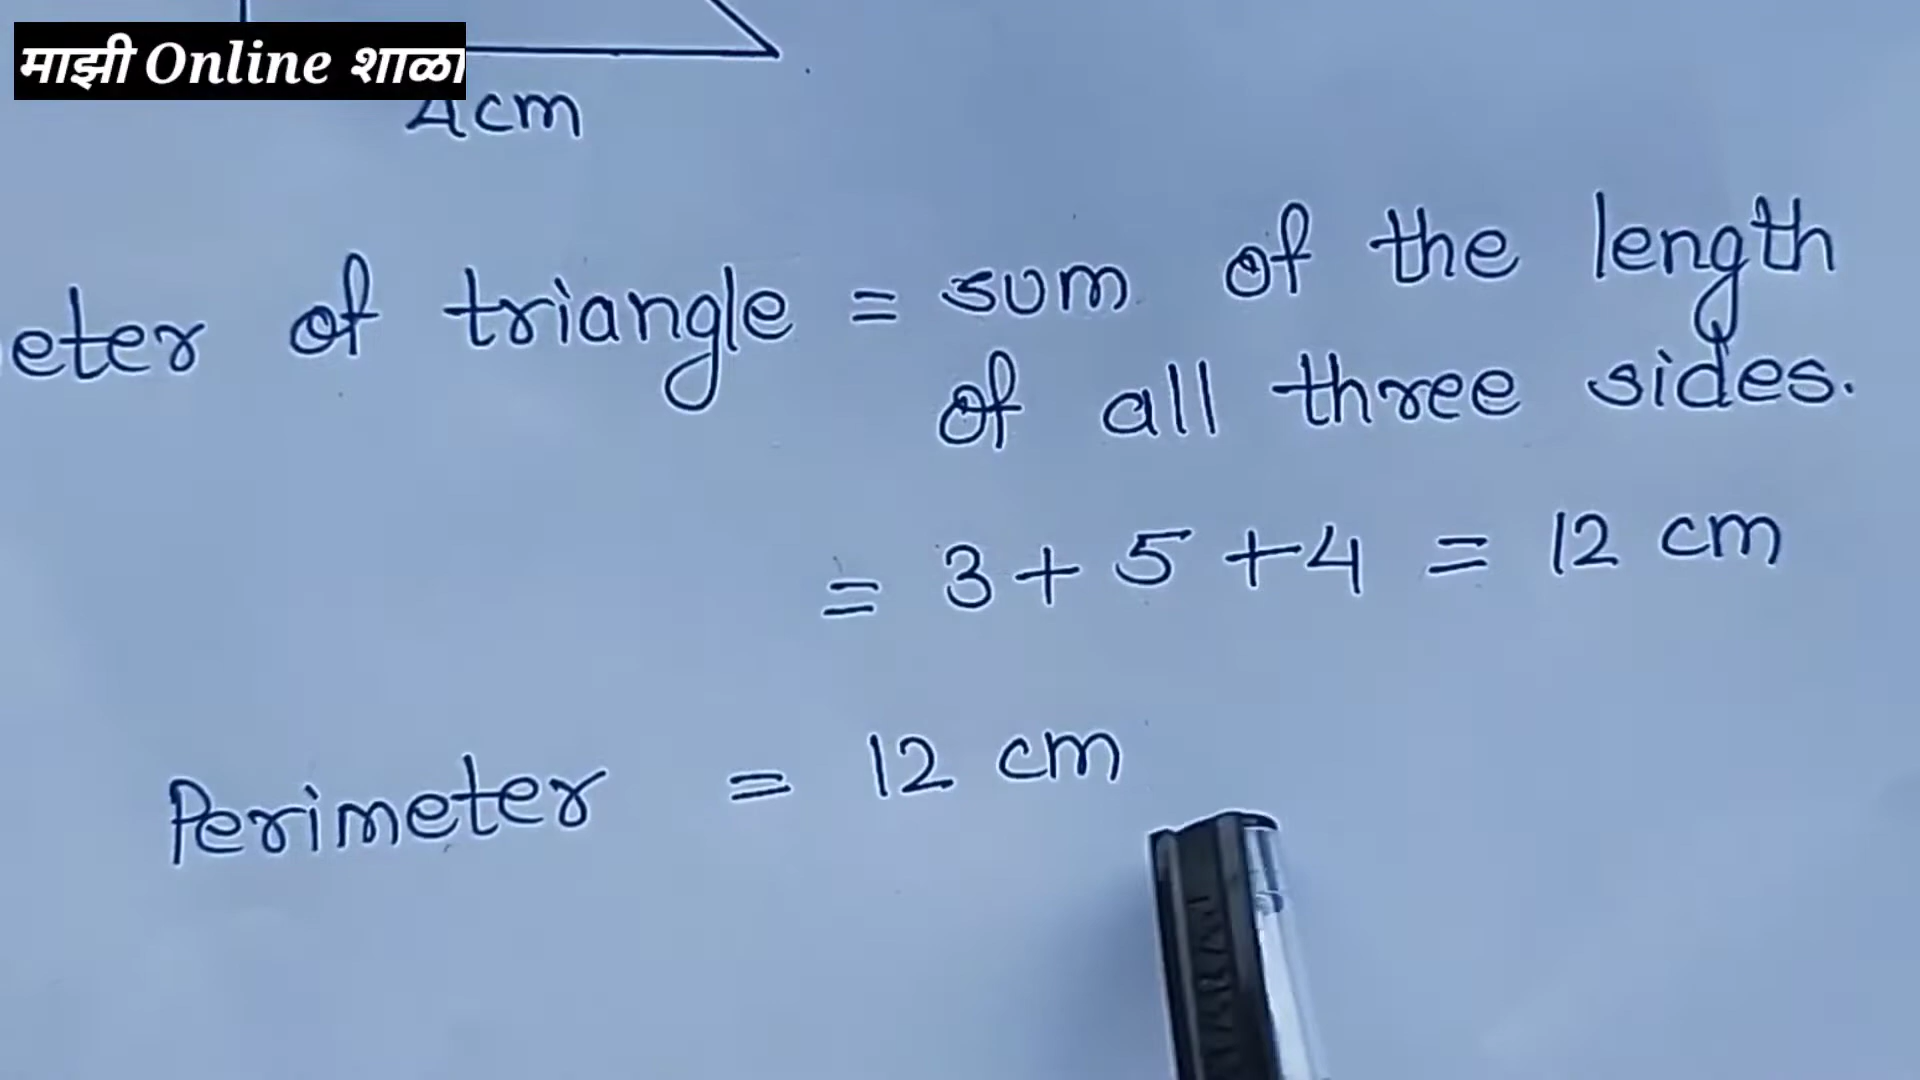 माझी Online शाळा
4cm
eter of triangle = sum of the length
of all three sides.
= 3 + 5 + 4 = 12 cm
Perimeter = 12 cm